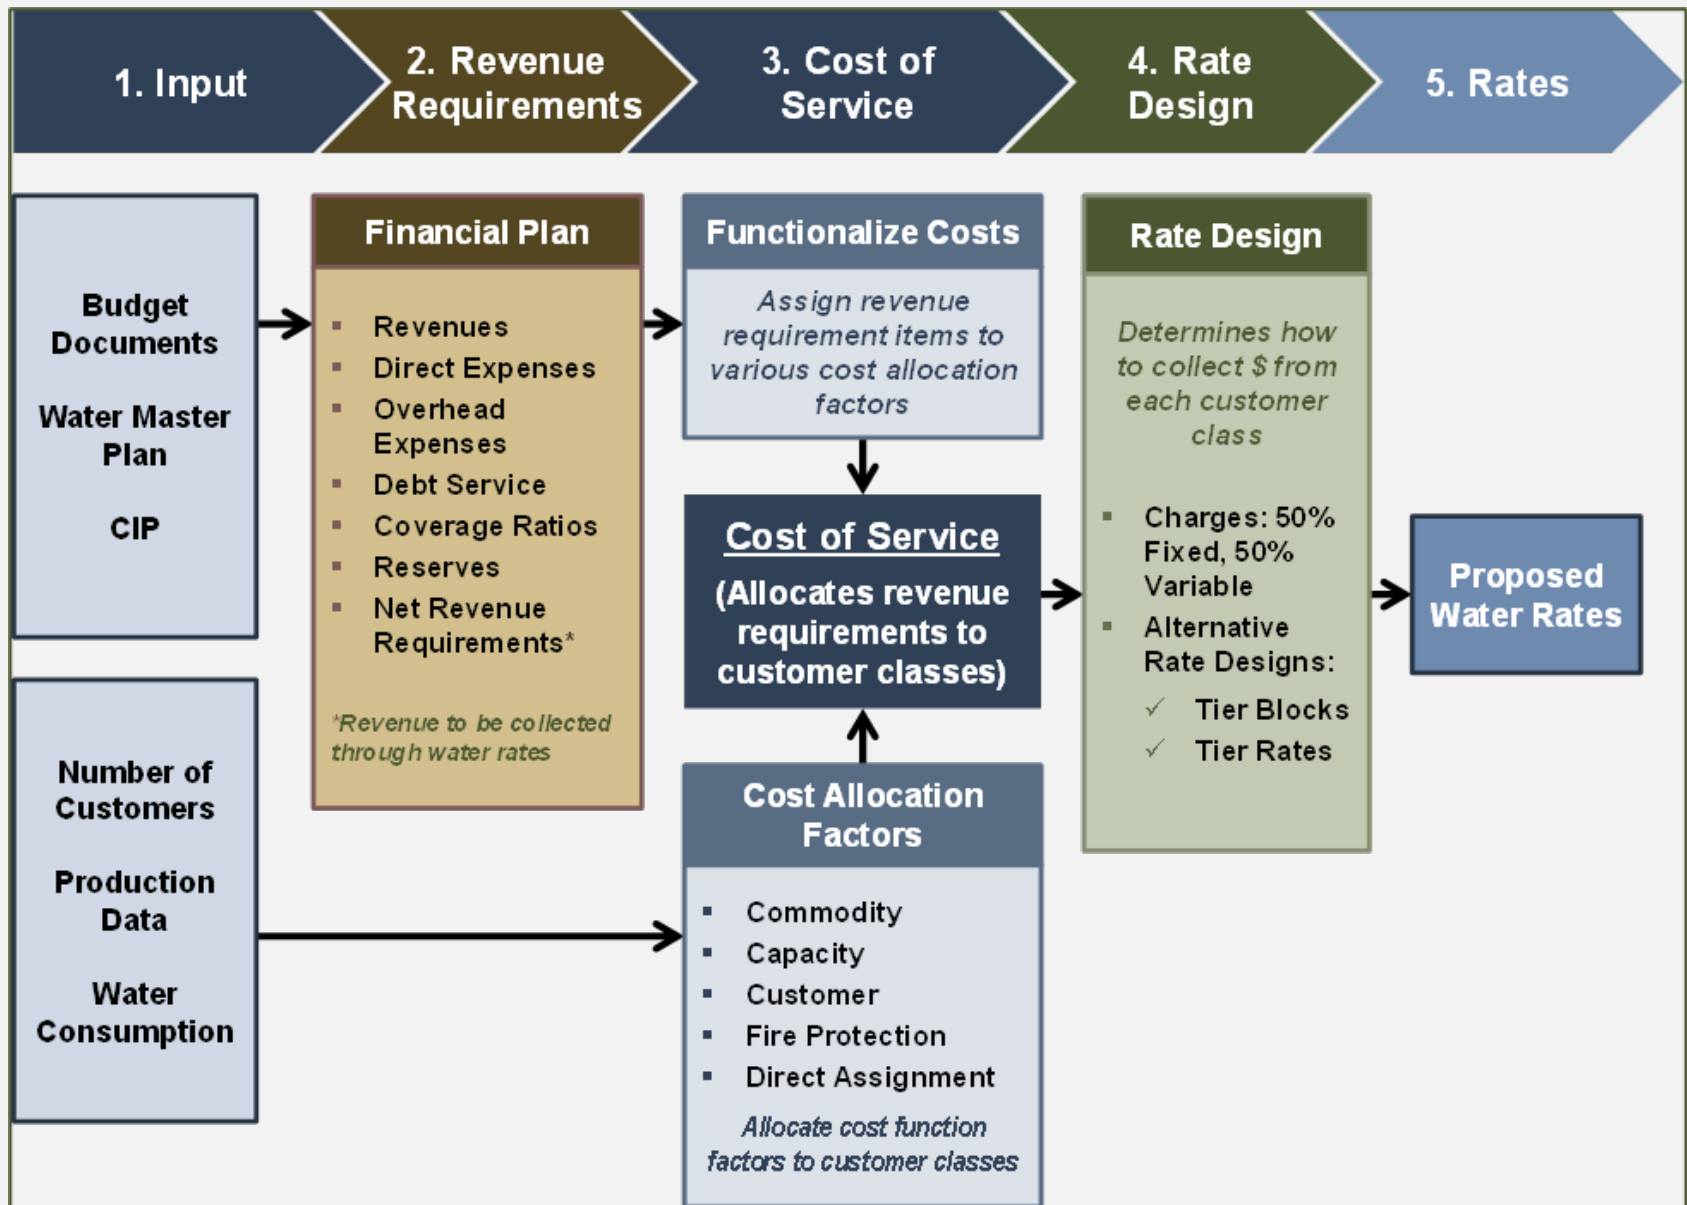 1. Input
2. Revenue
Requirements
3. Cost of
Service
4. Rate
Design
5. Rates
Budget
Documents
Water Master
Plan
CIP
Number of
Customers
Production
Data
Water
Consumption
Financial Plan
▪ Revenues
▪ Direct Expenses
▪ Overhead
Expenses
▪ Debt Service
▪ Coverage Ratios
▪ Reserves
▪ Net Revenue
Requirements*
*Revenue to be collected
through water rates
Functionalize Costs
Assign revenue
requirement items to
various cost allocation
factors
Cost of Service
(Allocates revenue
requirements to
customer classes)
Cost Allocation
Factors
▪ Commodity
▪ Capacity
▪ Customer
▪ Fire Protection
▪ Direct Assignment
Allocate cost function
factors to customer classes
Rate Design
Determines how
to collect $ from
each customer
class
▪ Charges: 50%
Fixed, 50%
Variable
▪ Alternative
Rate Designs:
✓ Tier Blocks
✓ Tier Rates
Proposed
Water Rates